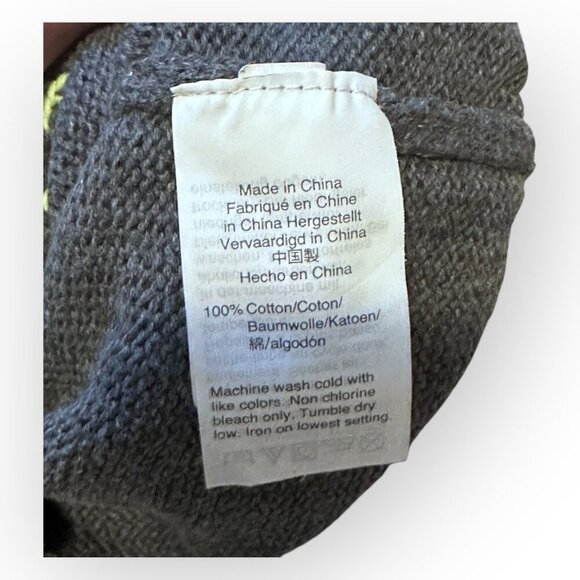 Made in China
Fabriqué en Chine
in China Hergestellt
Vervaardigd in China
中国製
Hecho en China
100% Cotton/Coton/
Baumwolle/Katoen/
綿/algodón
Machine wash cold with
like colors. Non chlorine
bleach only. Tumble dry
low. Iron on lowest setting.